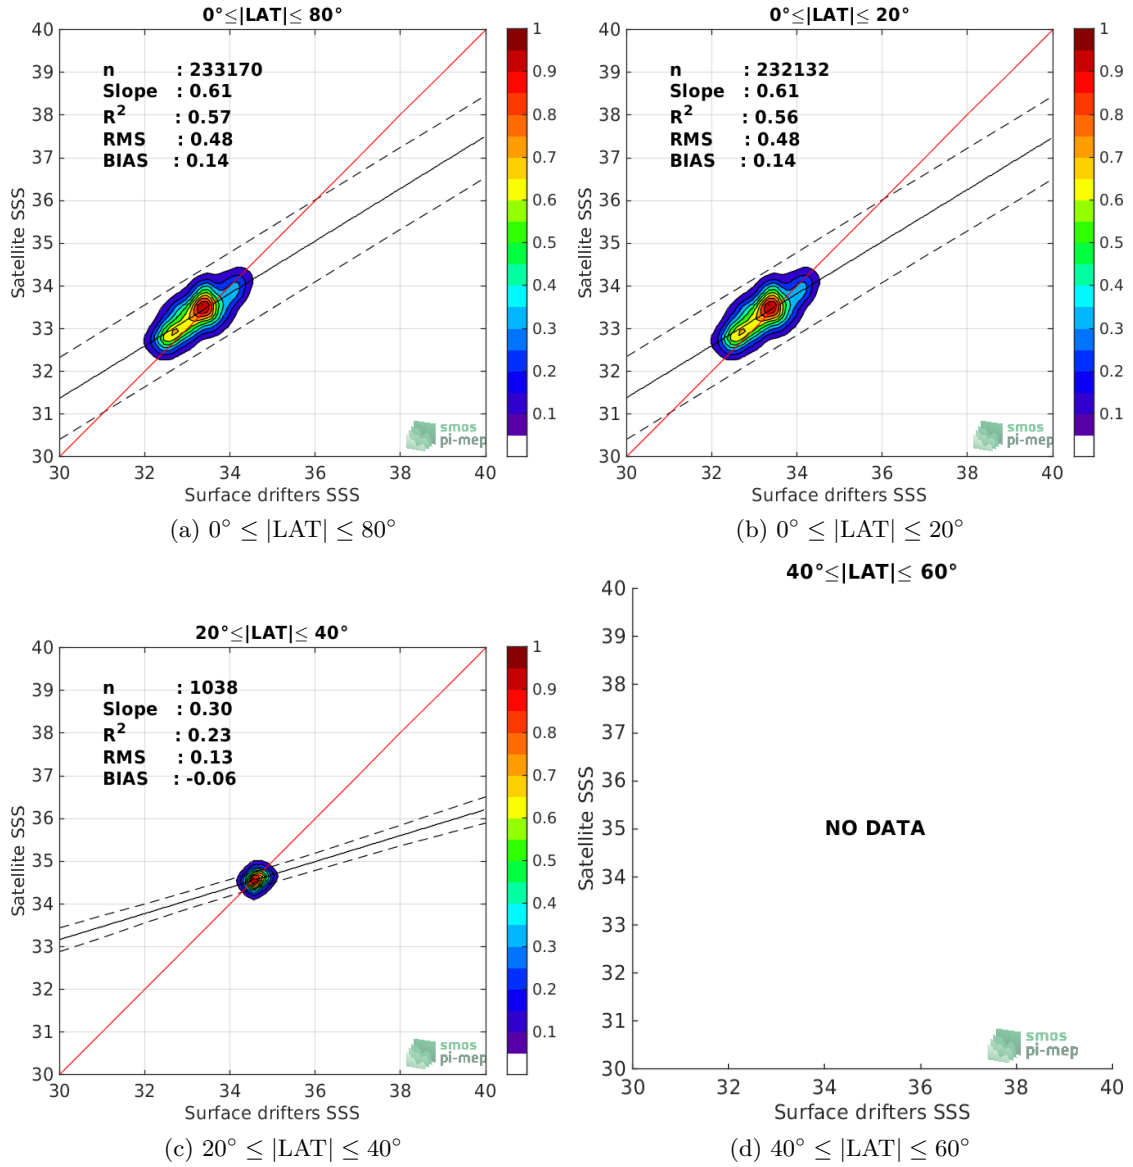 0°≤|LAT|≤ 80°
n : 233170
Slope : 0.61
R2 : 0.57
RMS : 0.48
BIAS : 0.14
40
39
38
37
36
35
34
33
32
31
30
Satellite SSS
30 32 34 36 38 40
Surface drifters SSS
1
0.9
0.8
0.7
0.6
0.5
0.4
0.3
0.2
0.1
smos
pi-mep
(a) 0° ≤ |LAT| ≤ 80°
0°≤|LAT|≤ 20°
n : 232132
Slope : 0.61
R2 : 0.56
RMS : 0.48
BIAS : 0.14
40
39
38
37
36
35
34
33
32
31
30
Satellite SSS
30 32 34 36 38 40
Surface drifters SSS
1
0.9
0.8
0.7
0.6
0.5
0.4
0.3
0.2
0.1
smos
pi-mep
(b) 0° ≤ |LAT| ≤ 20°
20°≤|LAT|≤ 40°
n : 1038
Slope : 0.30
R2 : 0.23
RMS : 0.13
BIAS : -0.06
40
39
38
37
36
35
34
33
32
31
30
Satellite SSS
30 32 34 36 38 40
Surface drifters SSS
1
0.9
0.8
0.7
0.6
0.5
0.4
0.3
0.2
0.1
smos
pi-mep
(c) 20° ≤ |LAT| ≤ 40°
40°≤|LAT|≤ 60°
40
39
38
37
36
35
34
33
32
31
30
Satellite SSS
NO DATA
30 32 34 36 38 40
Surface drifters SSS
smos
pi-mep
(d) 40° ≤ |LAT| ≤ 60°